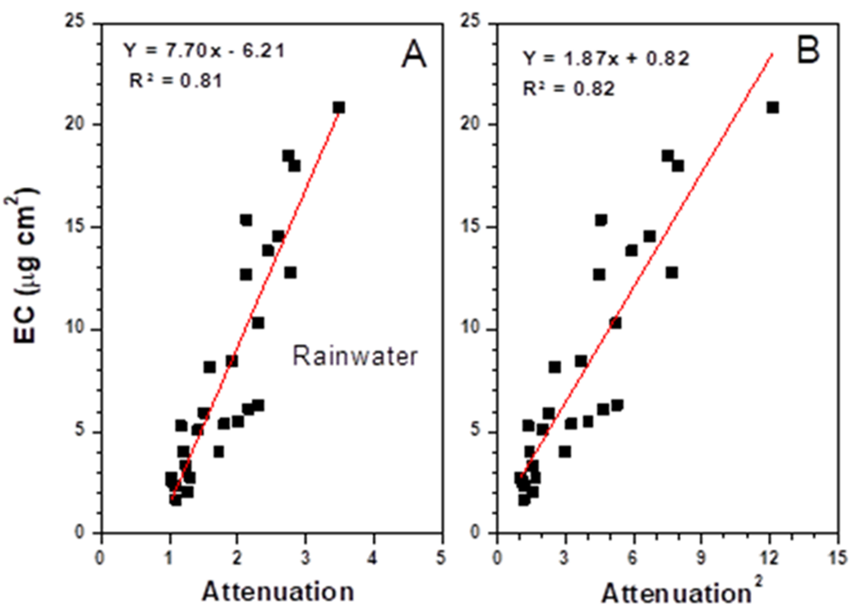 Y = 7.70x - 6.21
R² = 0.81
A
Rainwater
EC (μg cm²)
25
20
15
10
5
0
0 1 2 3 4 5
Attenuation
Y = 1.87x + 0.82
R² = 0.82
B
25
20
15
10
5
0
0 3 6 9 12 15
Attenuation²